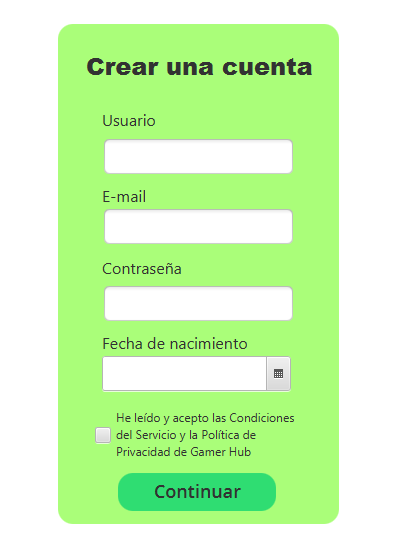 Crear una cuenta
Usuario
E-mail
Contraseña
Fecha de nacimiento
He leído y acepto las Condiciones
del Servicio y la Política de
Privacidad de Gamer Hub
Continuar